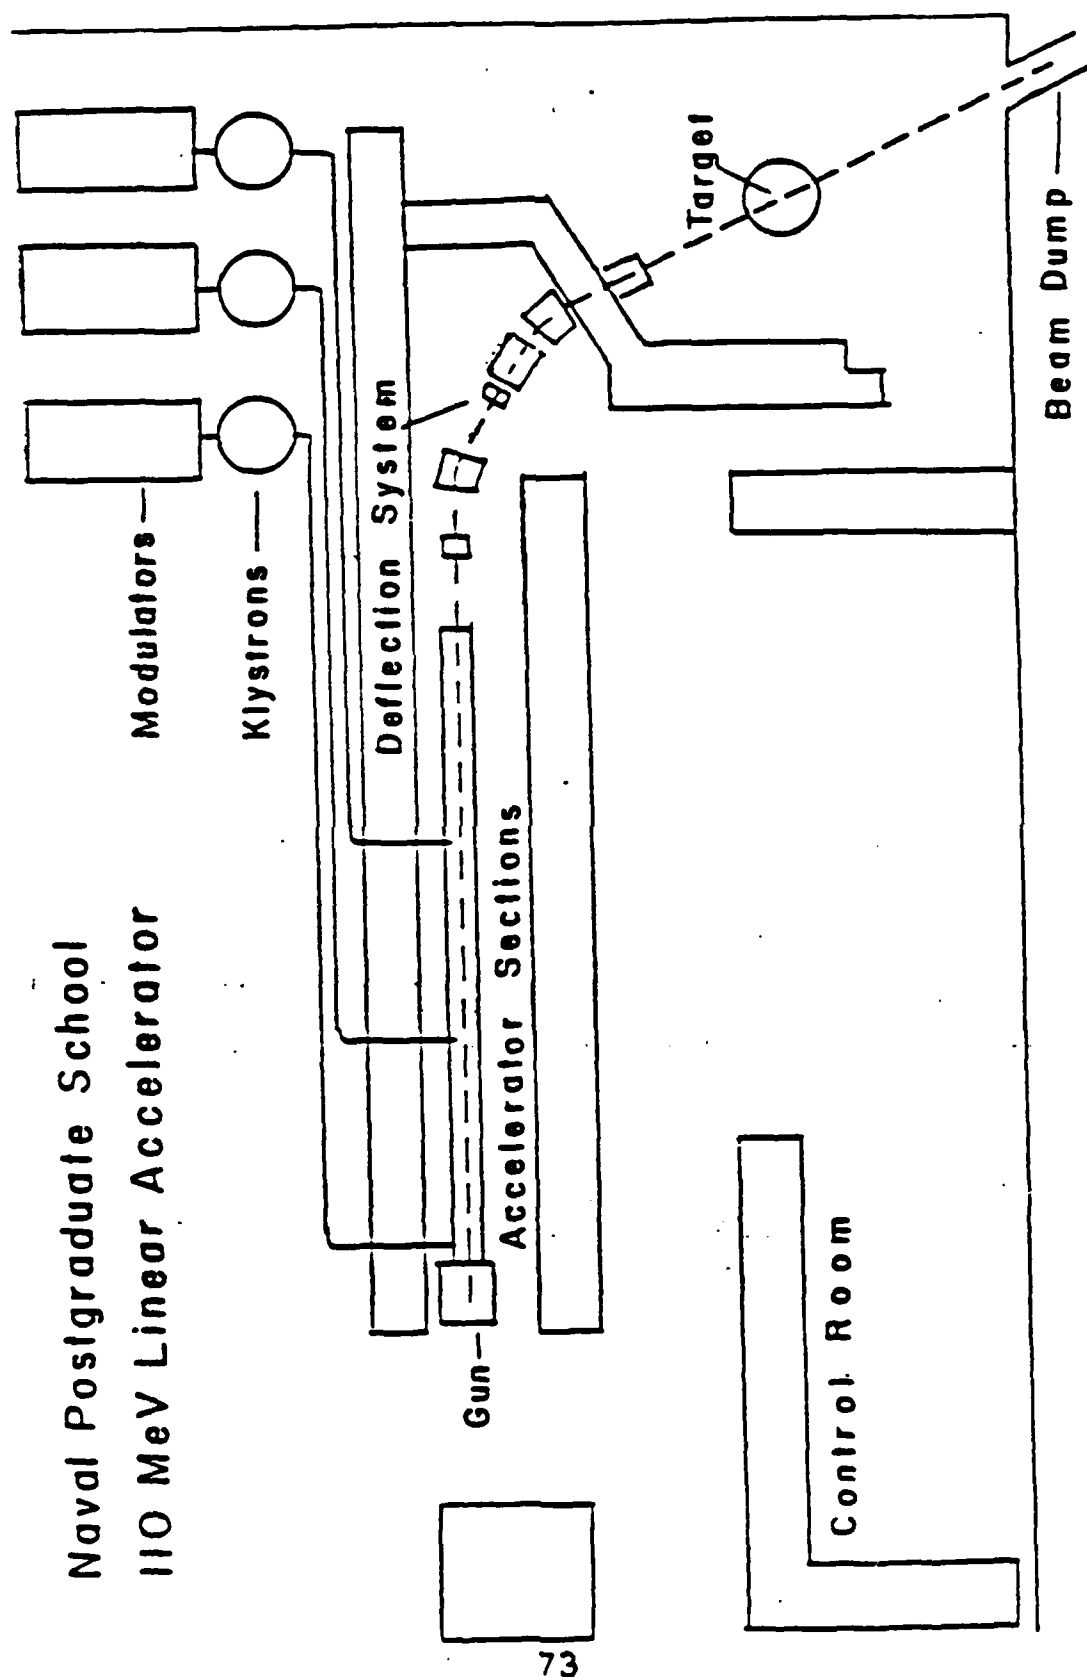 Naval Postgraduate School
110 MeV Linear Accelerator
Modulators
Klystrons
Deflection System
Gun
Accelerator Sections
Target
Control Room
Beam Dump
73